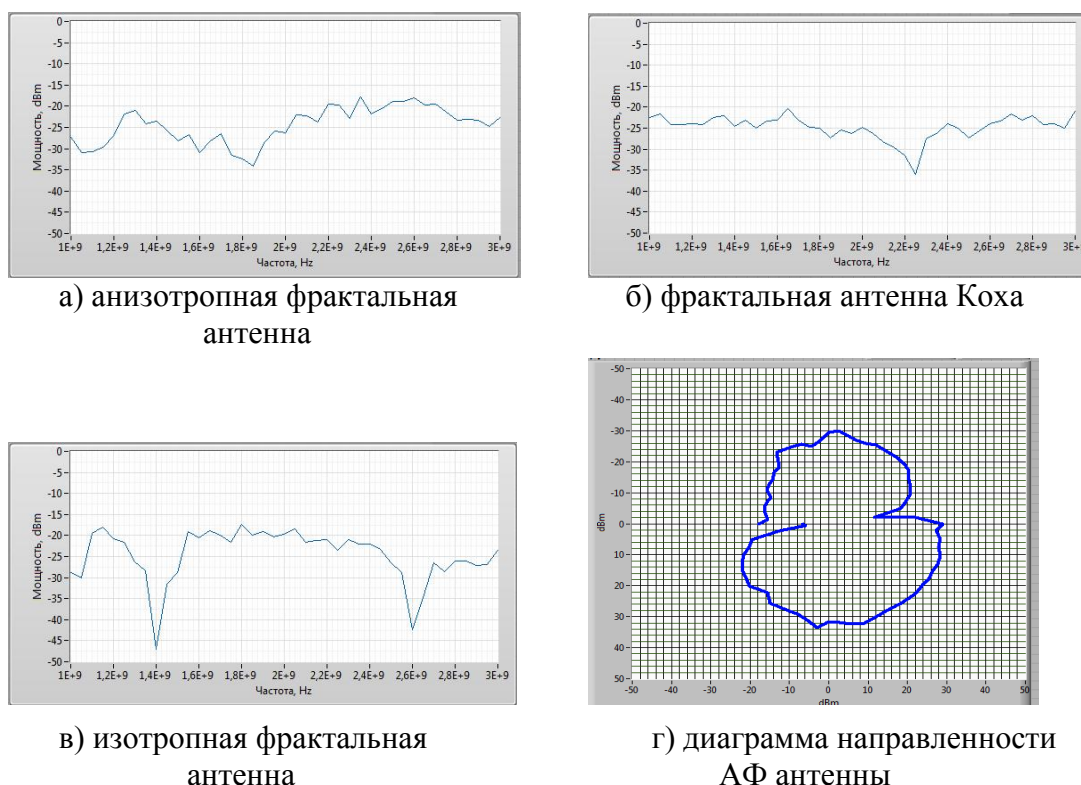 0
-5
-10
-15
-20
-25
-30
-35
-40
-45
-50
Мощность, dBm
1E+9 1,2E+9 1,4E+9 1,6E+9 1,8E+9 2E+9 2,2E+9 2,4E+9 2,6E+9 2,8E+9 3E+9
Частота, Hz
а) анизотропная фрактальная
антенна
0
-5
-10
-15
-20
-25
-30
-35
-40
-45
-50
Мощность, dBm
1E+9 1,2E+9 1,4E+9 1,6E+9 1,8E+9 2E+9 2,2E+9 2,4E+9 2,6E+9 2,8E+9 3E+9
Частота, Hz
б) фрактальная антенна Коха
0
-5
-10
-15
-20
-25
-30
-35
-40
-45
-50
Мощность, dBm
1E+9 1,2E+9 1,4E+9 1,6E+9 1,8E+9 2E+9 2,2E+9 2,4E+9 2,6E+9 2,8E+9 3E+9
Частота, Hz
в) изотропная фрактальная
антенна
-50
-40
-30
-20
-10
0
10
20
30
40
50
dBm
-50 -40 -30 -20 -10 0 10 20 30 40 50
dBm
г) диаграмма направленности
АФ антенны